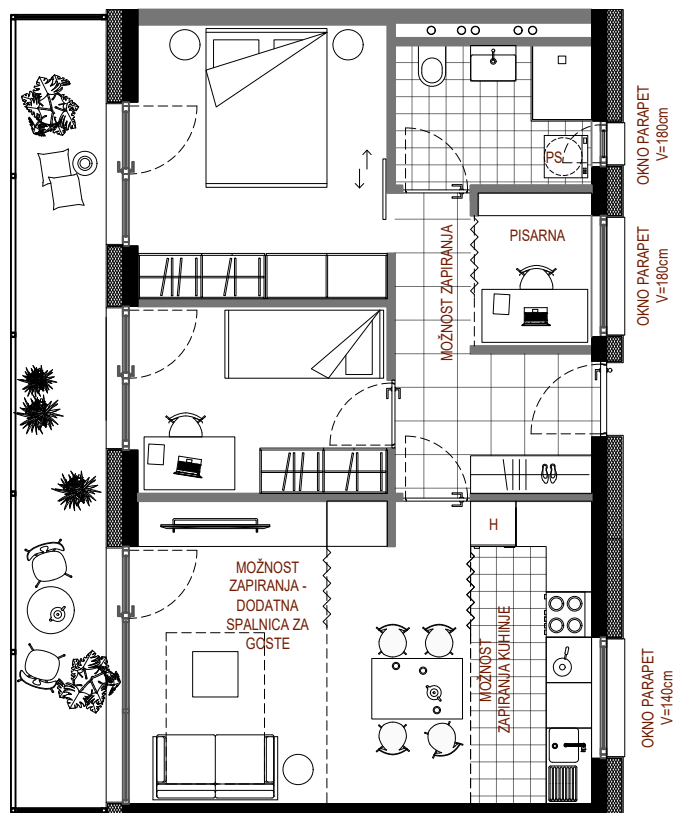 OKNO PARAPET
V=180cm
PS
PISARNA
MOŽNOST ZAPIRANJA
OKNO PARAPET
V=180cm
H
MOŽNOST
ZAPIRANJA -
DODATNA
SPALNICA ZA
GOSTE
MOŽNOST
ZAPIRANJA KUHINJE
OKNO PARAPET
V=140cm